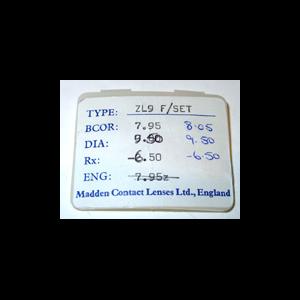 TYPE: ZL9 F/SET
BCOR: 7.95 8.05
DIA: 9.50 9.50
Rx: -6.50 -6.50
ENG: 7.95z
Madden Contact Lenses Ltd., England